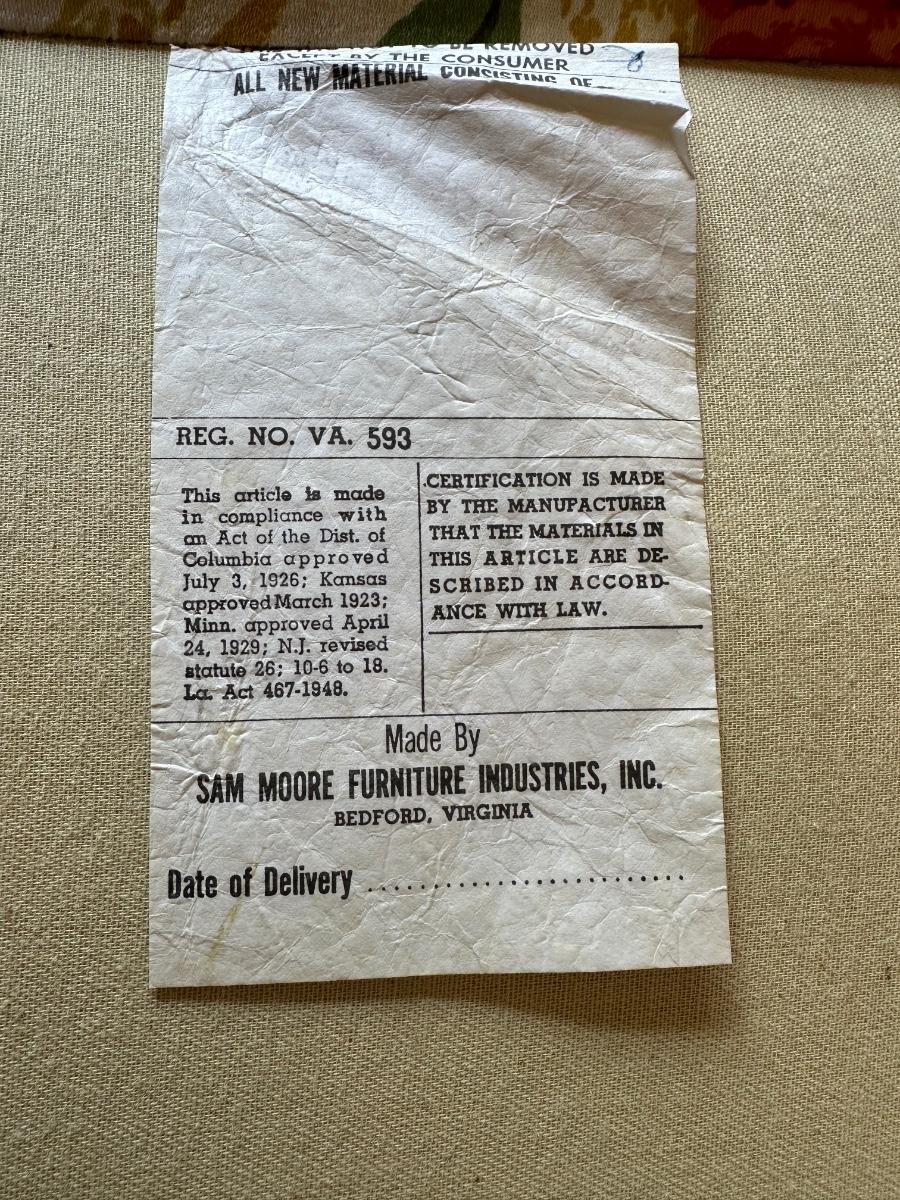 TO BE REMOVED
EXCEPT BY THE CONSUMER
ALL NEW MATERIAL CONSISTING OF
REG. NO. VA. 593
This article is made
in compliance with
an Act of the Dist. of
Columbia approved
July 3, 1926; Kansas
approved March 1923;
Minn. approved April
24, 1929; N.J. revised
statute 26; 10-6 to 18.
La. Act 467-1948.
CERTIFICATION IS MADE
BY THE MANUFACTURER
THAT THE MATERIALS IN
THIS ARTICLE ARE DE-
SCRIBED IN ACCORD-
ANCE WITH LAW.
Made By
SAM MOORE FURNITURE INDUSTRIES, INC.
BEDFORD, VIRGINIA
Date of Delivery ................................